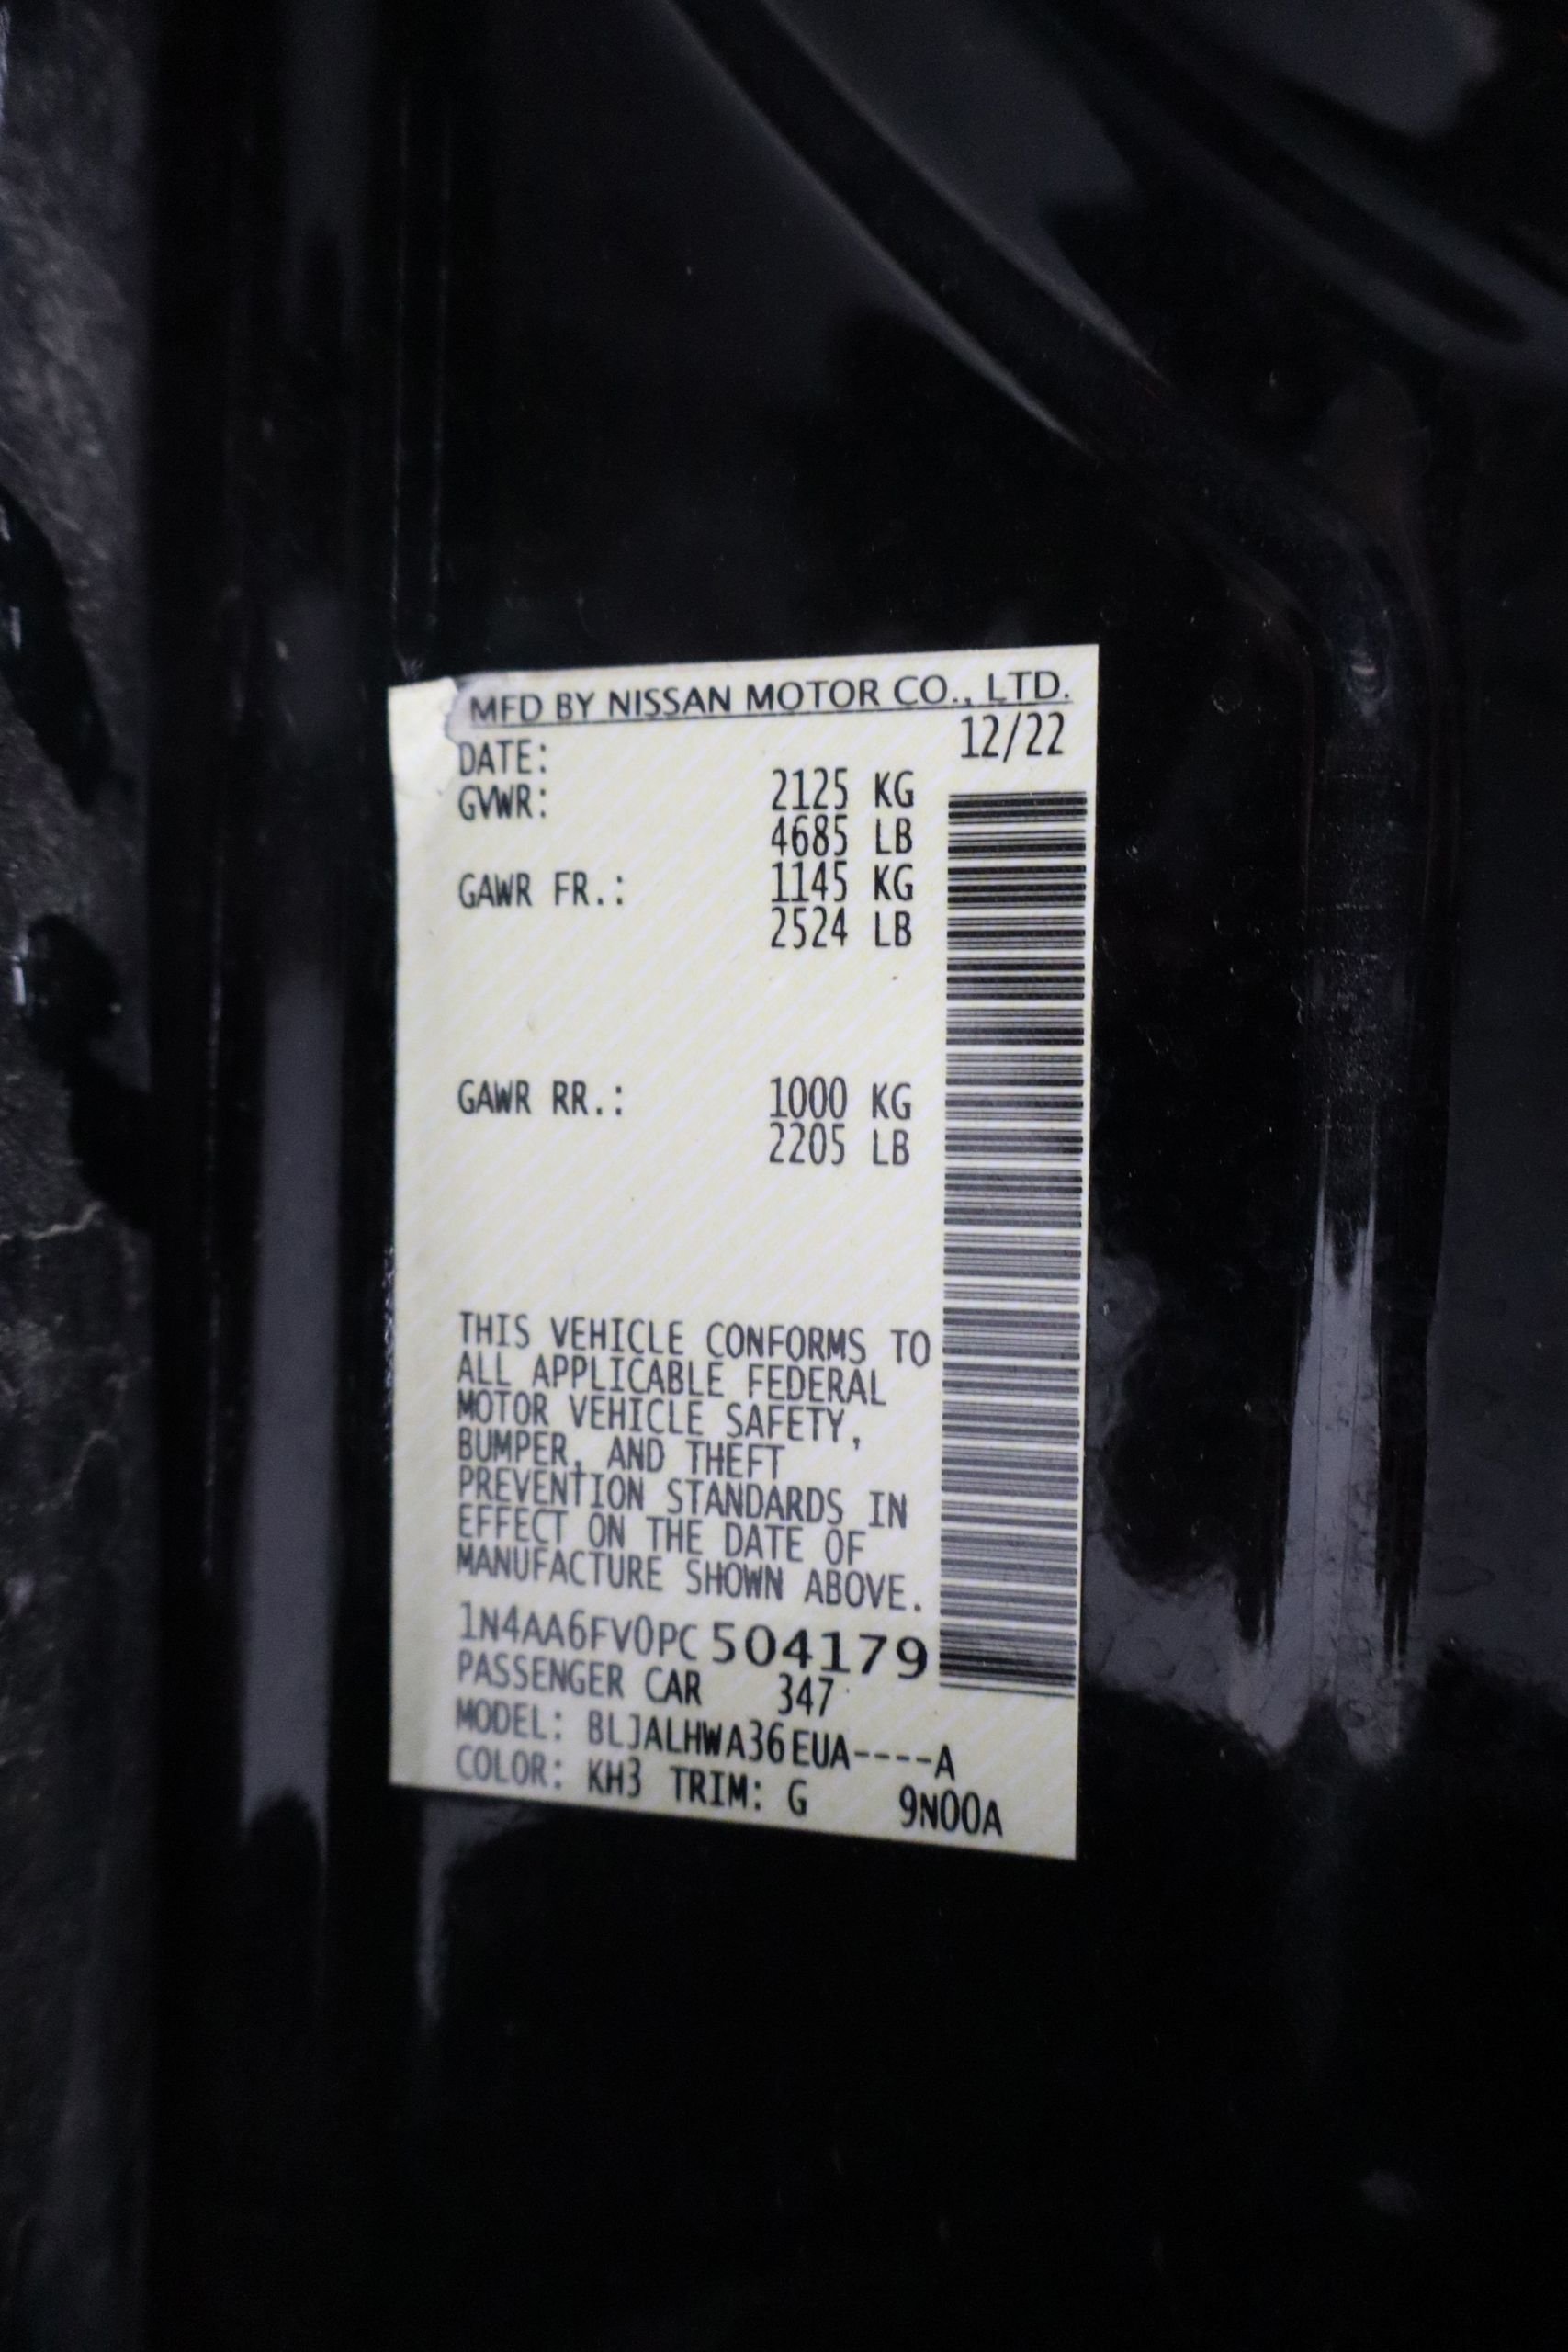 MFD BY NISSAN MOTOR CO., LTD.
DATE: 12/22
GVWR: 2125 KG
4685 LB
GAWR FR.: 1145 KG
2524 LB
GAWR RR.: 1000 KG
2205 LB
THIS VEHICLE CONFORMS TO
ALL APPLICABLE FEDERAL
MOTOR VEHICLE SAFETY,
BUMPER, AND THEFT
PREVENTION STANDARDS IN
EFFECT ON THE DATE OF
MANUFACTURE SHOWN ABOVE.
1N4AA6FV0PC504179
PASSENGER CAR 347
MODEL: BLJALHWA36EUA----A
COLOR: KH3 TRIM: G 9N00A